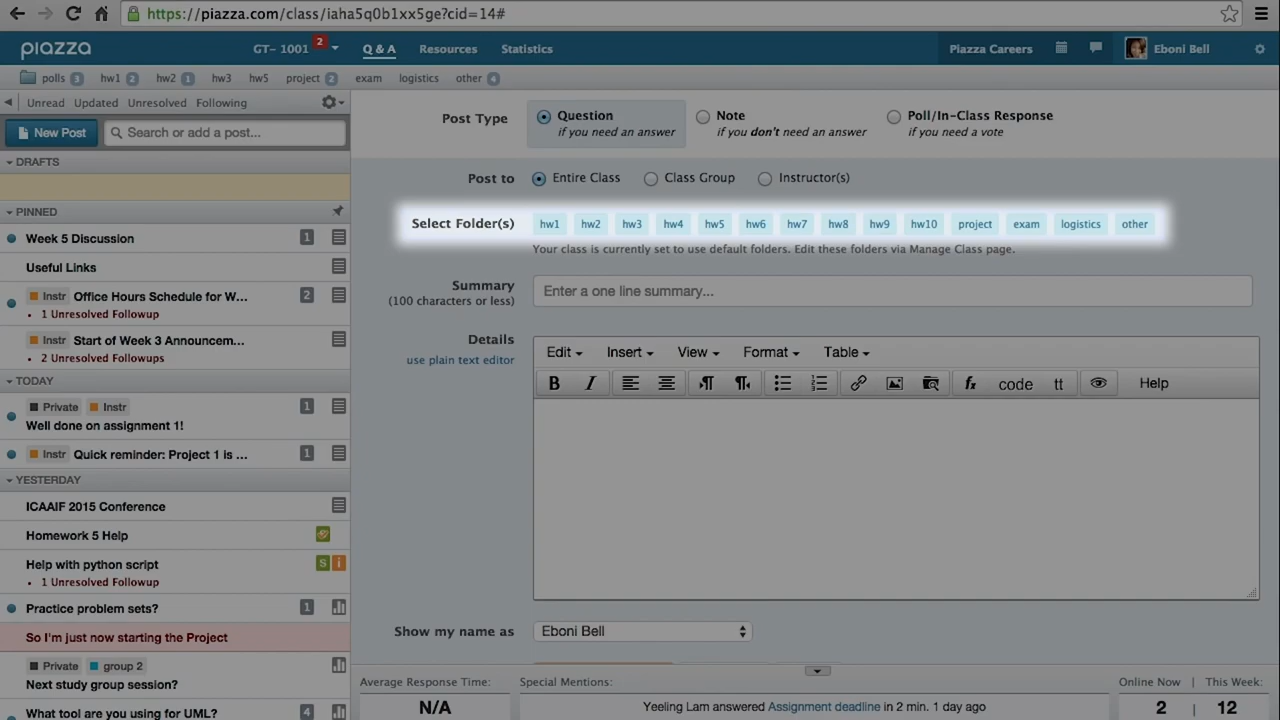 https://piazza.com/class/iaha5q0b1xx5ge?cid=14#
piazza GT- 1001 2 Q & A Resources Statistics Piazza Careers Eboni Bell
polls 3 hw1 2 hw2 1 hw3 hw5 project 2 exam logistics other 4
Unread Updated Unresolved Following
New Post Search or add a post...
DRAFTS
PINNED
Week 5 Discussion 1
Useful Links
Instr Office Hours Schedule for W... 2
1 Unresolved Followup
Instr Start of Week 3 Announcem...
2 Unresolved Followups
TODAY
Private Instr 1
Well done on assignment 1!
Instr Quick reminder: Project 1 is ... 1
YESTERDAY
ICAAIF 2015 Conference
Homework 5 Help
Help with python script S i
1 Unresolved Followup
Practice problem sets? 1
So I'm just now starting the Project
Private group 2
Next study group session?
What tool are you using for UML? 4
Post Type Question Note Poll/In-Class Response
if you need an answer if you don't need an answer if you need a vote
Post to Entire Class Class Group Instructor(s)
Select Folder(s) hw1 hw2 hw3 hw4 hw5 hw6 hw7 hw8 hw9 hw10 project exam logistics other
Your class is currently set to use default folders. Edit these folders via Manage Class page.
Summary Enter a one line summary...
(100 characters or less)
Details
use plain text editor
Edit Insert View Format Table
B I fx code tt Help
Show my name as Eboni Bell
Average Response Time: Special Mentions: Online Now | This Week:
N/A Yeeling Lam answered Assignment deadline in 2 min. 1 day ago 2 | 12